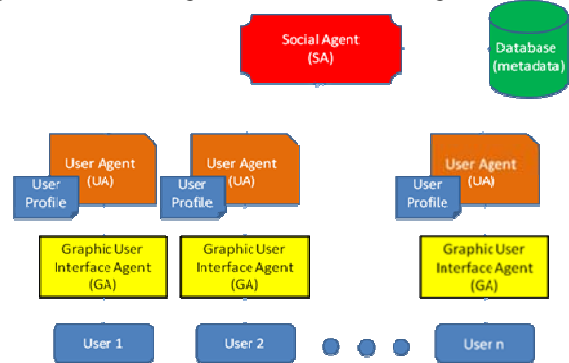 Social Agent
(SA)
Database
(metadata)
User Agent
(UA)
User
Profile
User Agent
(UA)
User
Profile
User Agent
(UA)
User
Profile
Graphic User
Interface Agent
(GA)
Graphic User
Interface Agent
(GA)
Graphic User
Interface Agent
(GA)
User 1
User 2
User n